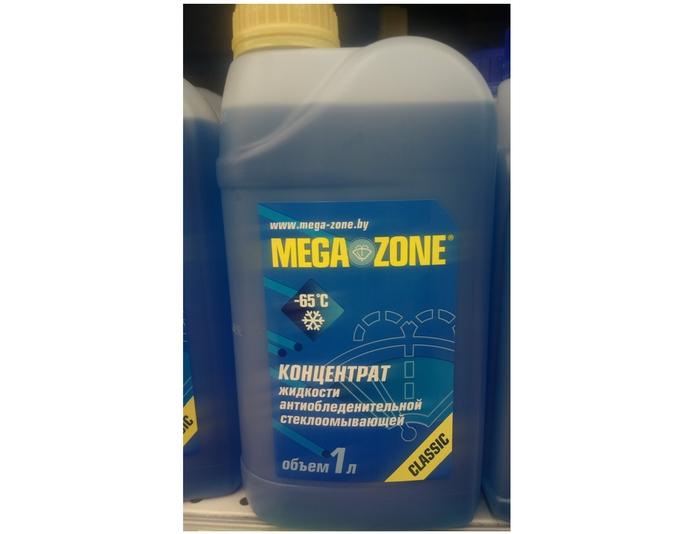 www.mega-zone.by
MEGA ZONE®
-65°C
КОНЦЕНТРАТ
жидкости
антиобледенительной
стеклоомывающей
объем 1 л
CLASSIC